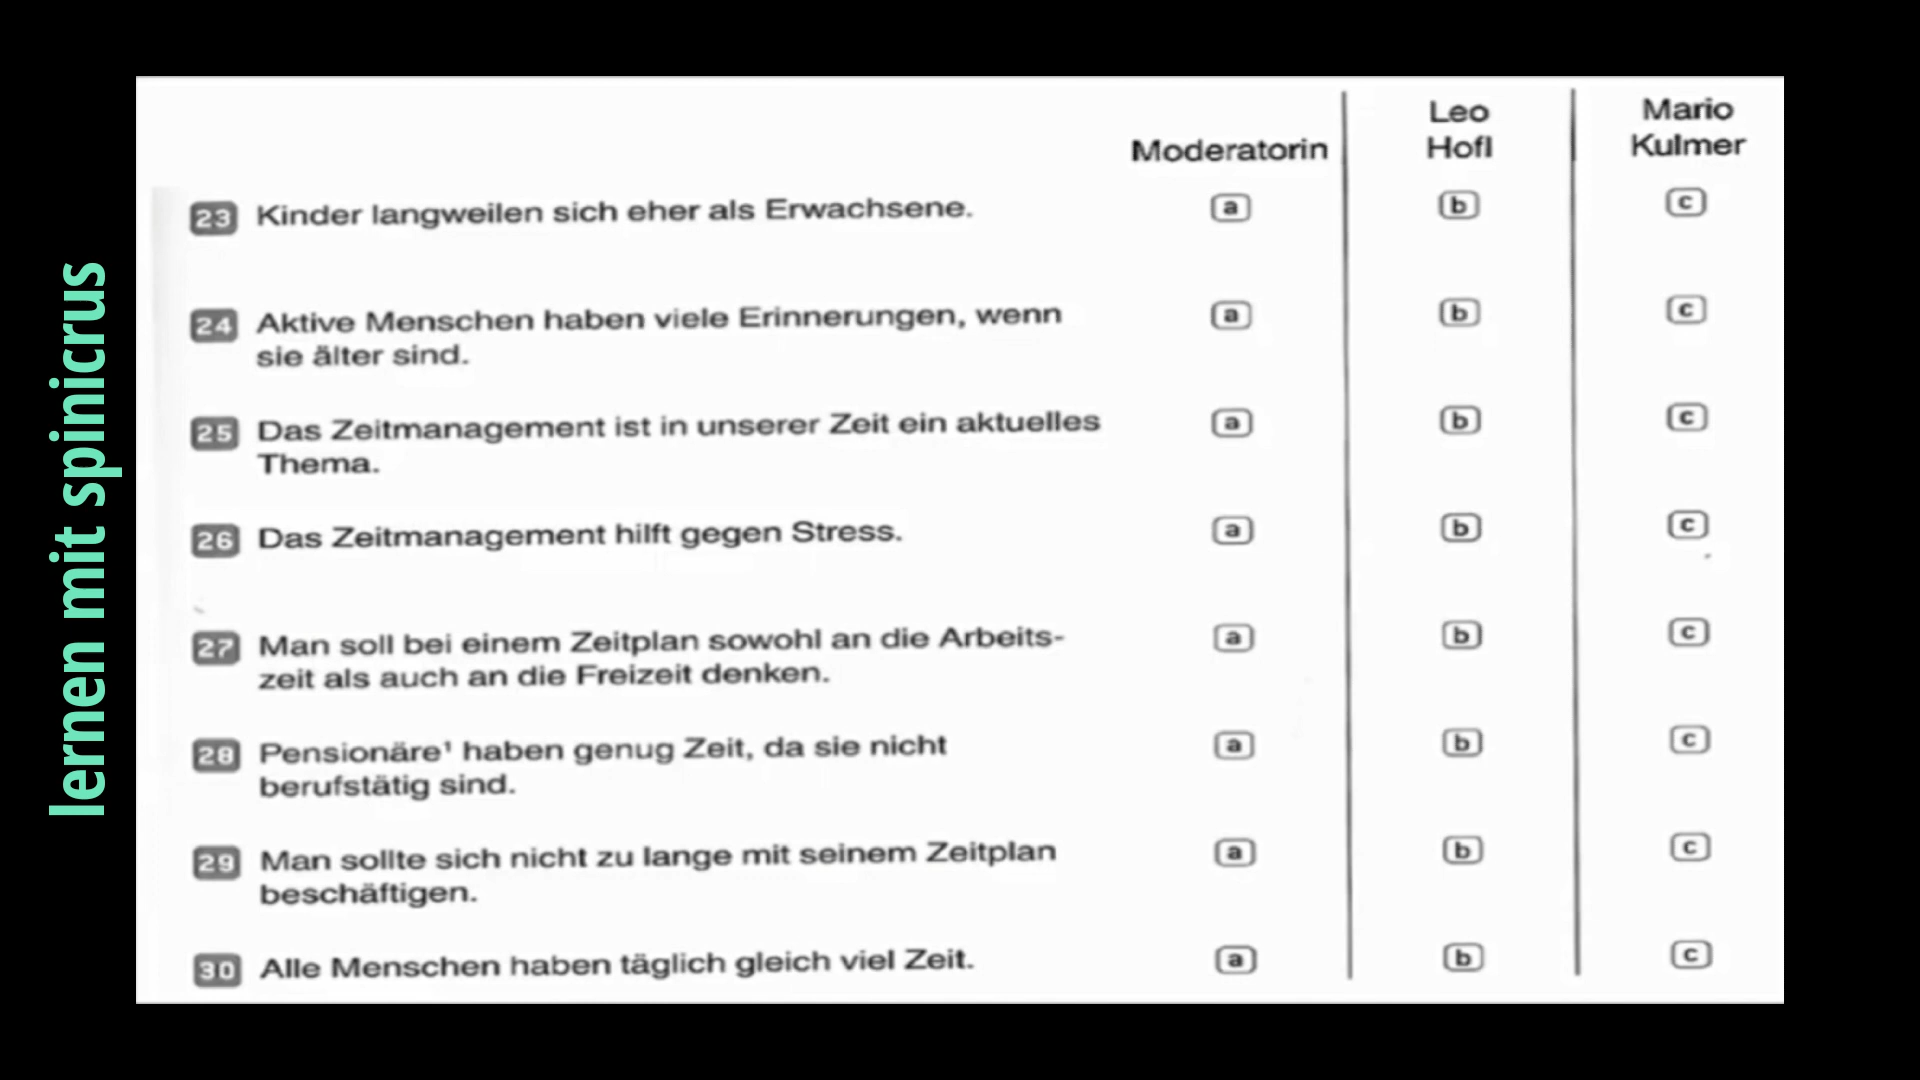 lernen mit spinicrus
Moderatorin
Leo
Hofl
Mario
Kulmer
23 Kinder langweilen sich eher als Erwachsene. a b c
24 Aktive Menschen haben viele Erinnerungen, wenn a b c
sie älter sind.
25 Das Zeitmanagement ist in unserer Zeit ein aktuelles a b c
Thema.
26 Das Zeitmanagement hilft gegen Stress. a b c
27 Man soll bei einem Zeitplan sowohl an die Arbeits- a b c
zeit als auch an die Freizeit denken.
28 Pensionäre¹ haben genug Zeit, da sie nicht a b c
berufstätig sind.
29 Man sollte sich nicht zu lange mit seinem Zeitplan a b c
beschäftigen.
30 Alle Menschen haben täglich gleich viel Zeit. a b c